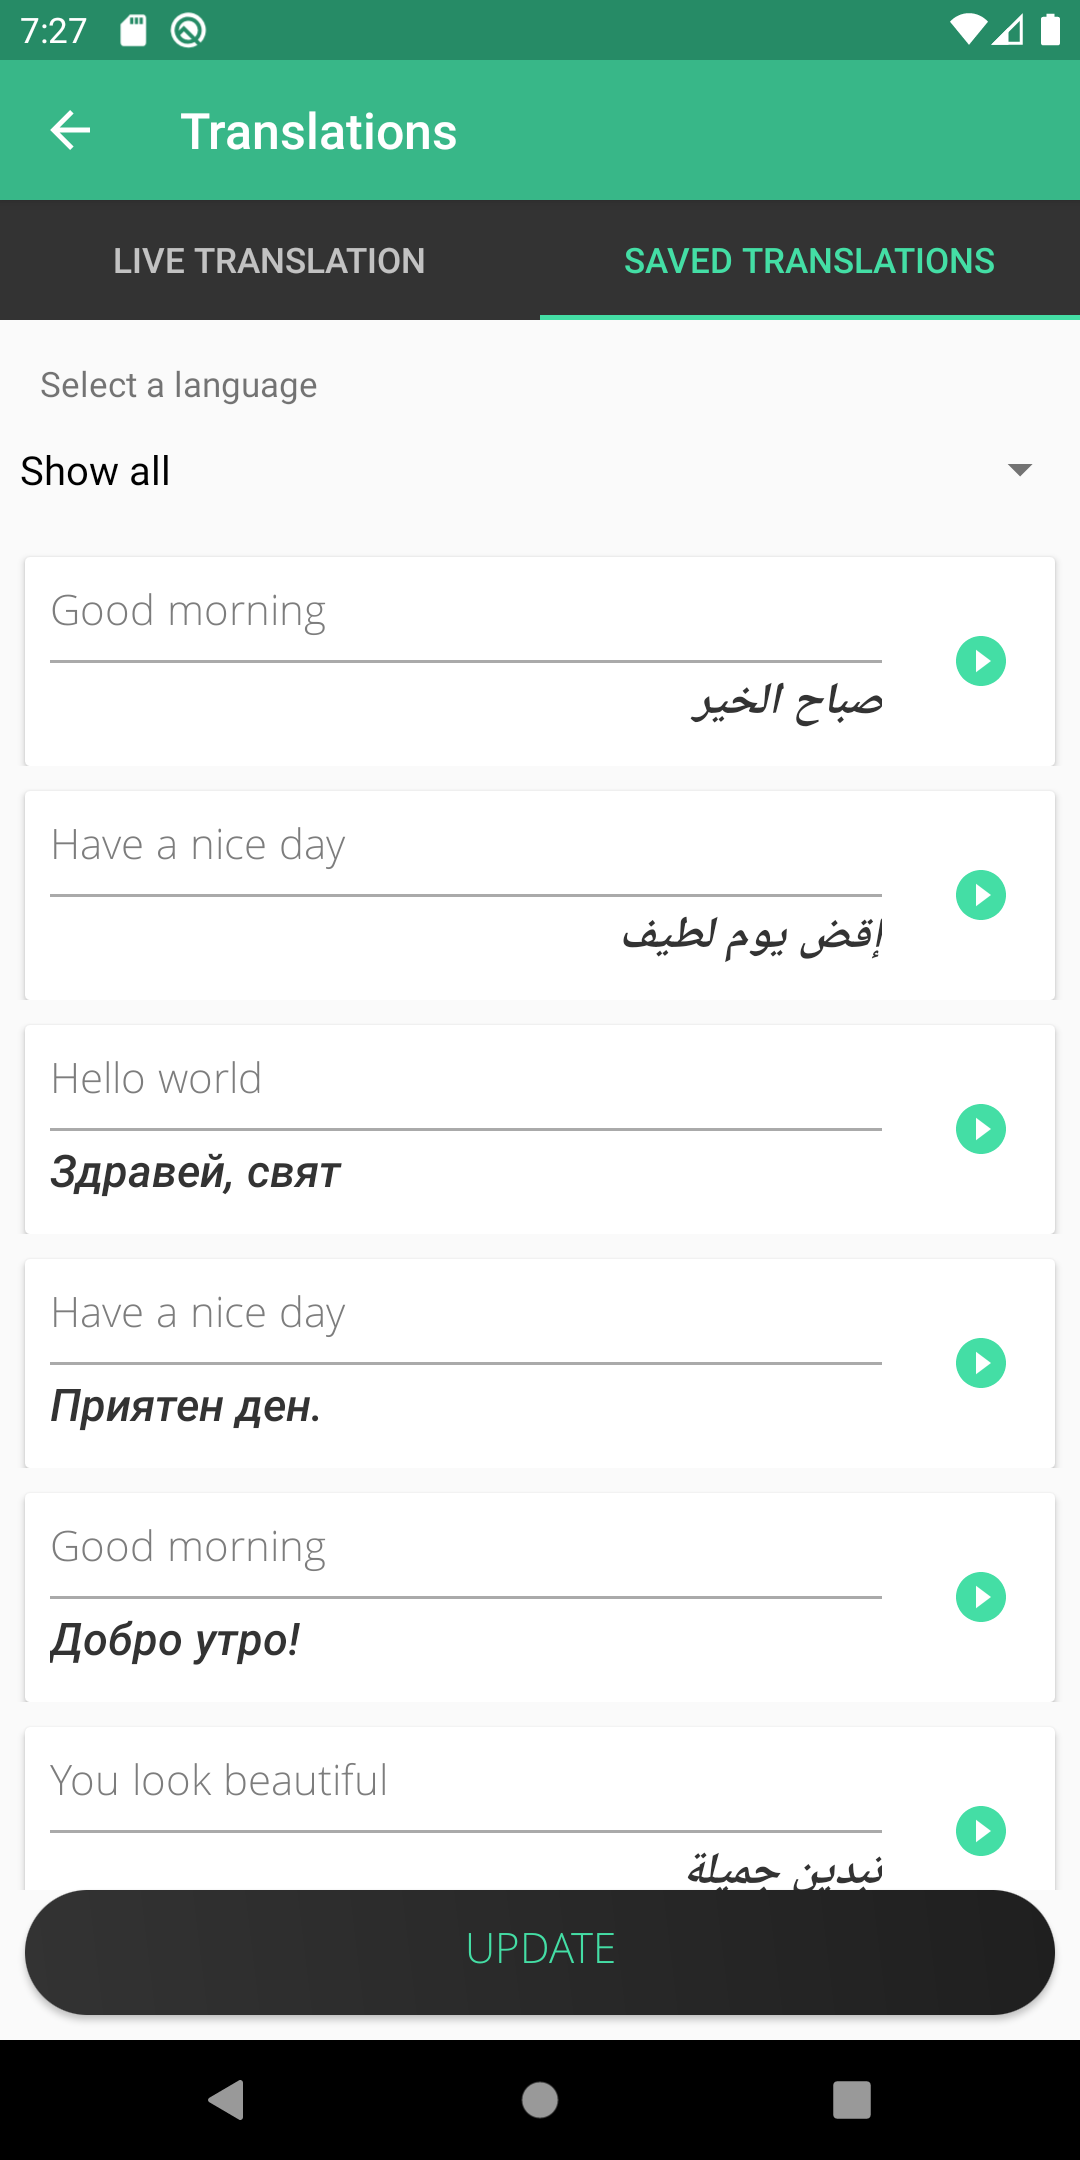 7:27
Translations
LIVE TRANSLATION
SAVED TRANSLATIONS
Select a language
Show all
Good morning
صباح الخير
Have a nice day
إقض يوم لطيف
Hello world
Здравей, свят
Have a nice day
Приятен ден.
Good morning
Добро утро!
You look beautiful
تبدين جميلة
UPDATE